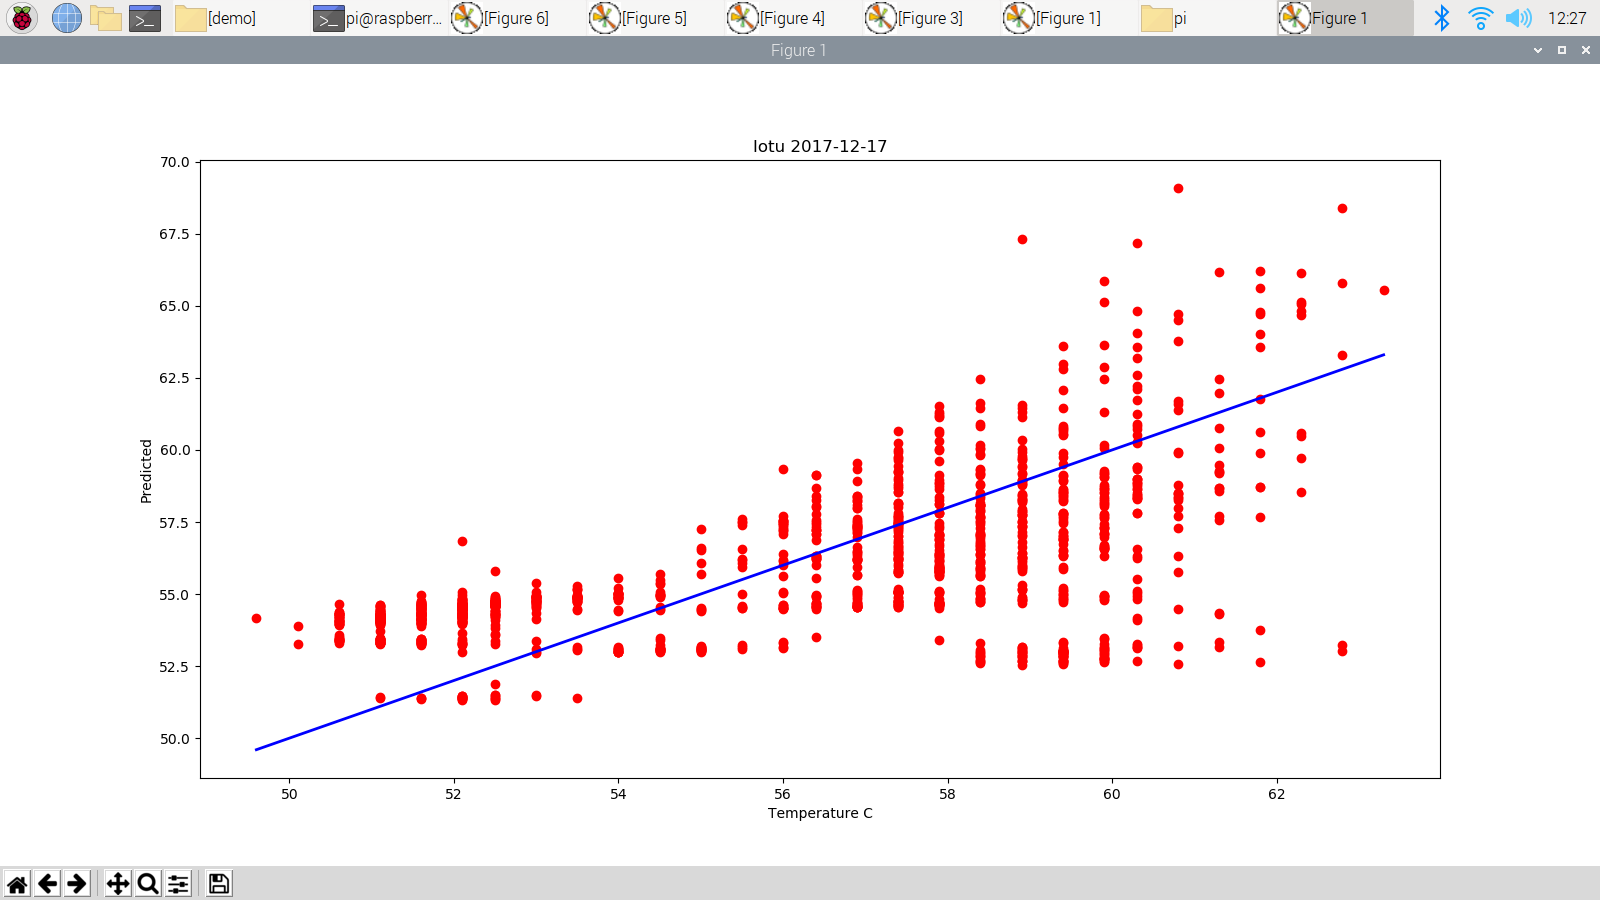 [demo] pi@raspberr... [Figure 6] [Figure 5] [Figure 4] [Figure 3] [Figure 1] pi Figure 1 12:27
Figure 1
Iotu 2017-12-17
70.0
67.5
65.0
62.5
60.0
57.5
55.0
52.5
50.0
Predicted
50 52 54 56 58 60 62
Temperature C